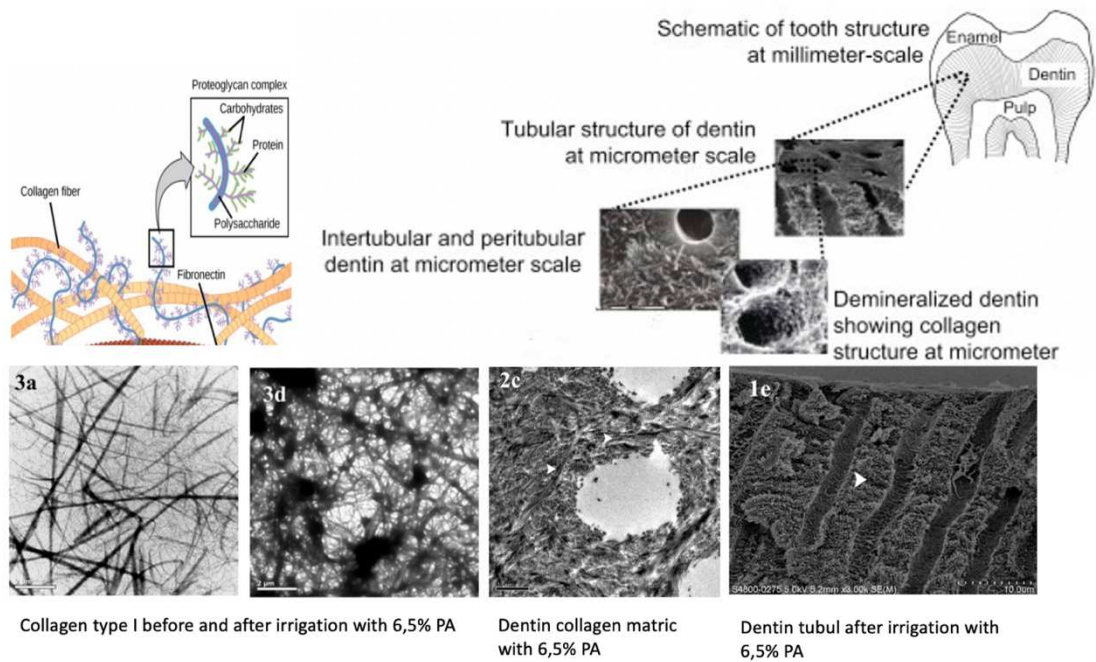 Schematic of tooth structure
at millimeter-scale
Enamel
Dentin
Pulp
Proteoglycan complex
Carbohydrates
Protein
Polysaccharide
Collagen fiber
Fibronectin
Tubular structure of dentin
at micrometer scale
Intertubular and peritubular
dentin at micrometer scale
Demineralized dentin
showing collagen
structure at micrometer
3a
3d
2 μm
2c
1e
S4800-0275 5.0kV 8.2mm x3.00k SE(M)
10.0um
Collagen type I before and after irrigation with 6,5% PA
Dentin collagen matric
with 6,5% PA
Dentin tubul after irrigation with
6,5% PA